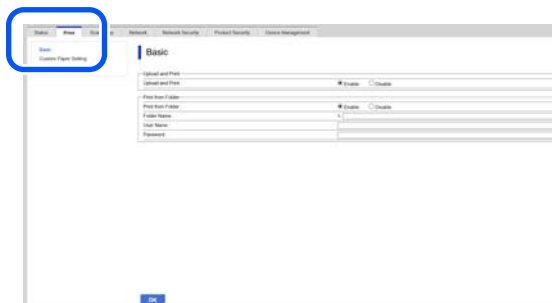 Status Print Network Network Security Product Security Device Management
Basic
Custom Paper Setting
Basic
Upload and Print
Upload and Print Enable Disable
Print from Folder
Print from Folder Enable Disable
Folder Name
User Name
Password
OK